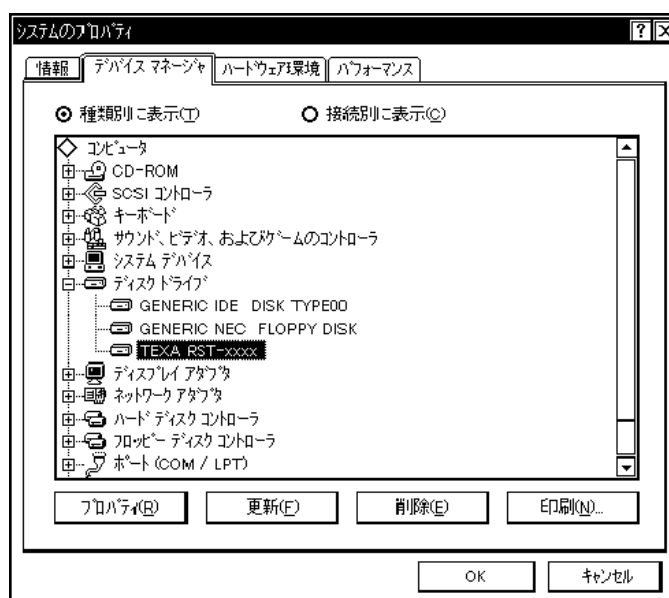 システムのプロパティ
?
情報 デバイス マネージャ ハードウェア環境 パフォーマンス
種類別に表示(T) 接続別に表示(C)
コンピュータ
CD-ROM
SCSI コントローラ
キーボード
サウンド、ビデオ、およびゲームのコントローラ
システム デバイス
ディスク ドライブ
GENERIC IDE DISK TYPE00
GENERIC NEC FLOPPY DISK
TEXA RST-xxxx
ディスプレイ アダプタ
ネットワーク アダプタ
ハード ディスク コントローラ
フロッピー ディスク コントローラ
ポート (COM / LPT)
プロパティ(R) 更新(F) 削除(E) 印刷(N)...
OK キャンセル